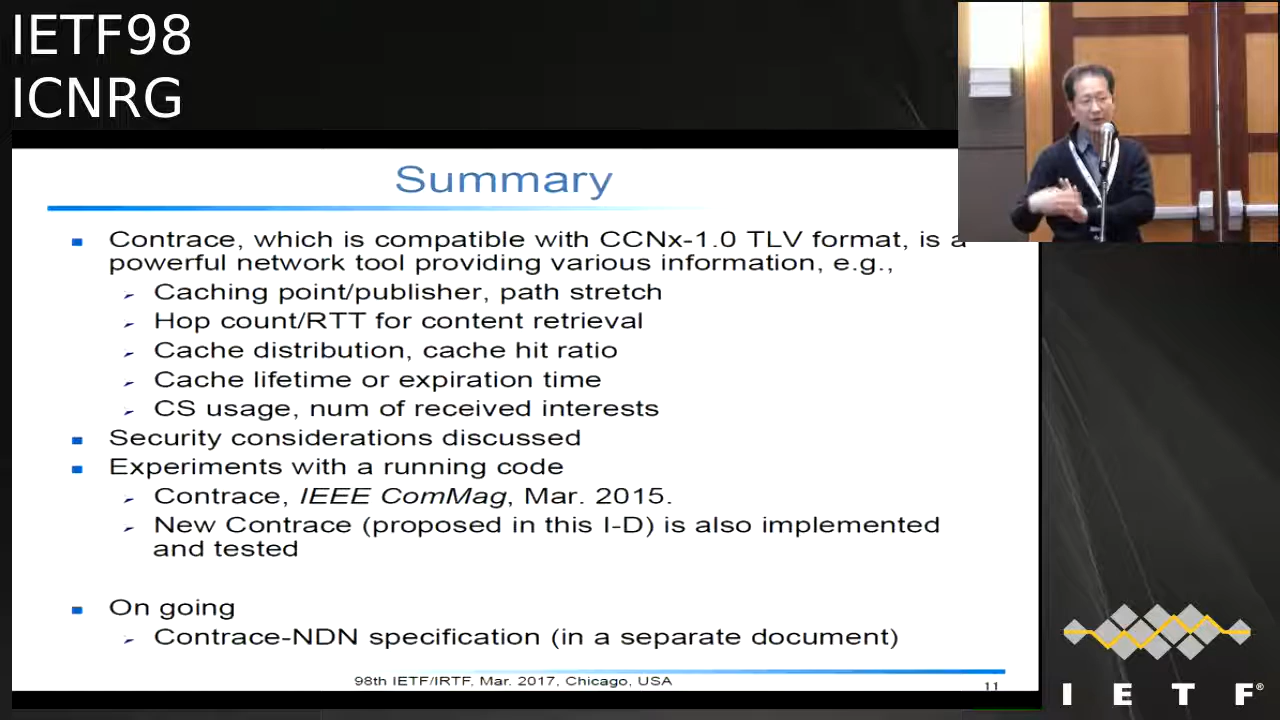 IETF98
ICNRG
Summary
Contrace, which is compatible with CCNx-1.0 TLV format, is a
powerful network tool providing various information, e.g.,
Caching point/publisher, path stretch
Hop count/RTT for content retrieval
Cache distribution, cache hit ratio
Cache lifetime or expiration time
CS usage, num of received interests
Security considerations discussed
Experiments with a running code
Contrace, IEEE ComMag, Mar. 2015.
New Contrace (proposed in this I-D) is also implemented
and tested
On going
Contrace-NDN specification (in a separate document)
98th IETF/IRTF, Mar. 2017, Chicago, USA
11
I E T F®